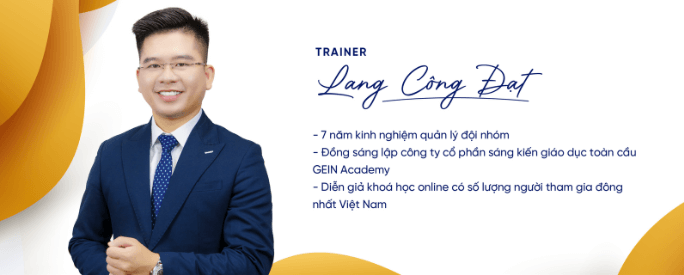 TRAINER
Lang Công Đạt
- 7 năm kinh nghiệm quản lý đội nhóm
- Đồng sáng lập công ty cổ phần sáng kiến giáo dục toàn cầu
GEIN Academy
- Diễn giả khoá học online có số lượng người tham gia đông
nhất Việt Nam